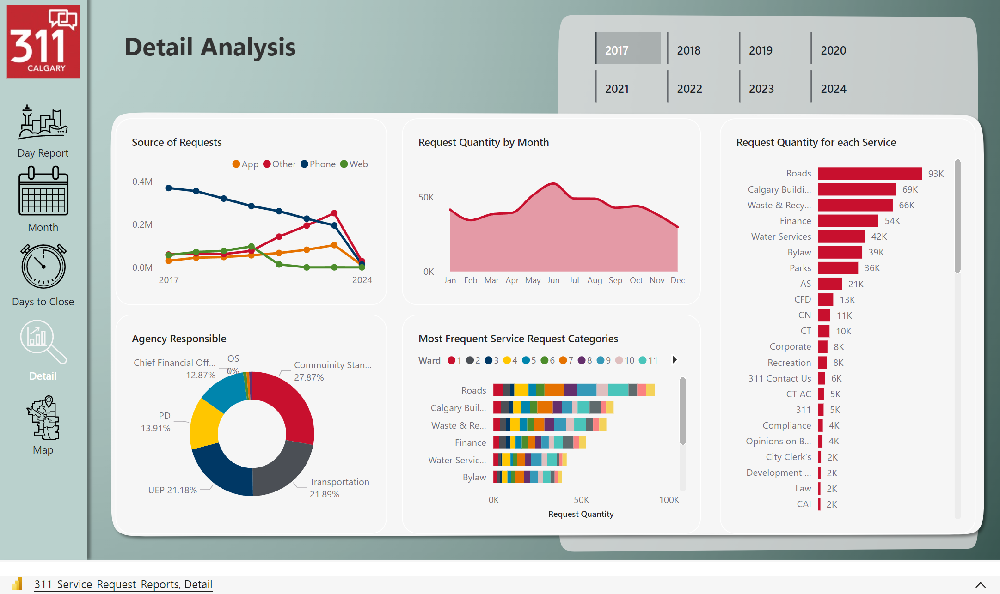 311
CALGARY
Day Report
Month
Days to Close
Detail
Map
Detail Analysis
2017 2018 2019 2020
2021 2022 2023 2024
Source of Requests
App Other Phone Web
0.4M
0.2M
0.0M
2017 2024
Request Quantity by Month
50K
0K
Jan Feb Mar Apr May Jun Jul Aug Sep Oct Nov Dec
Request Quantity for each Service
Roads 93K
Calgary Buildi... 69K
Waste & Recy... 66K
Finance 54K
Water Services 42K
Bylaw 39K
Parks 36K
AS 21K
CFD 13K
CN 11K
CT 10K
Corporate 8K
Recreation 8K
311 Contact Us 6K
CT AC 5K
311 5K
Compliance 4K
Opinions on B... 4K
City Clerk's 2K
Development ... 2K
Law 2K
CAI 2K
Agency Responsible
OS
0%
Chief Financial Off...
12.87%
Commuinity Stan...
27.87%
PD
13.91%
UEP 21.18%
Transportation
21.89%
Most Frequent Service Request Categories
Ward 1 2 3 4 5 6 7 8 9 10 11
Roads
Calgary Buil...
Waste & Re...
Finance
Water Servic...
Bylaw
0K 50K 100K
Request Quantity
311_Service_Request_Reports, Detail